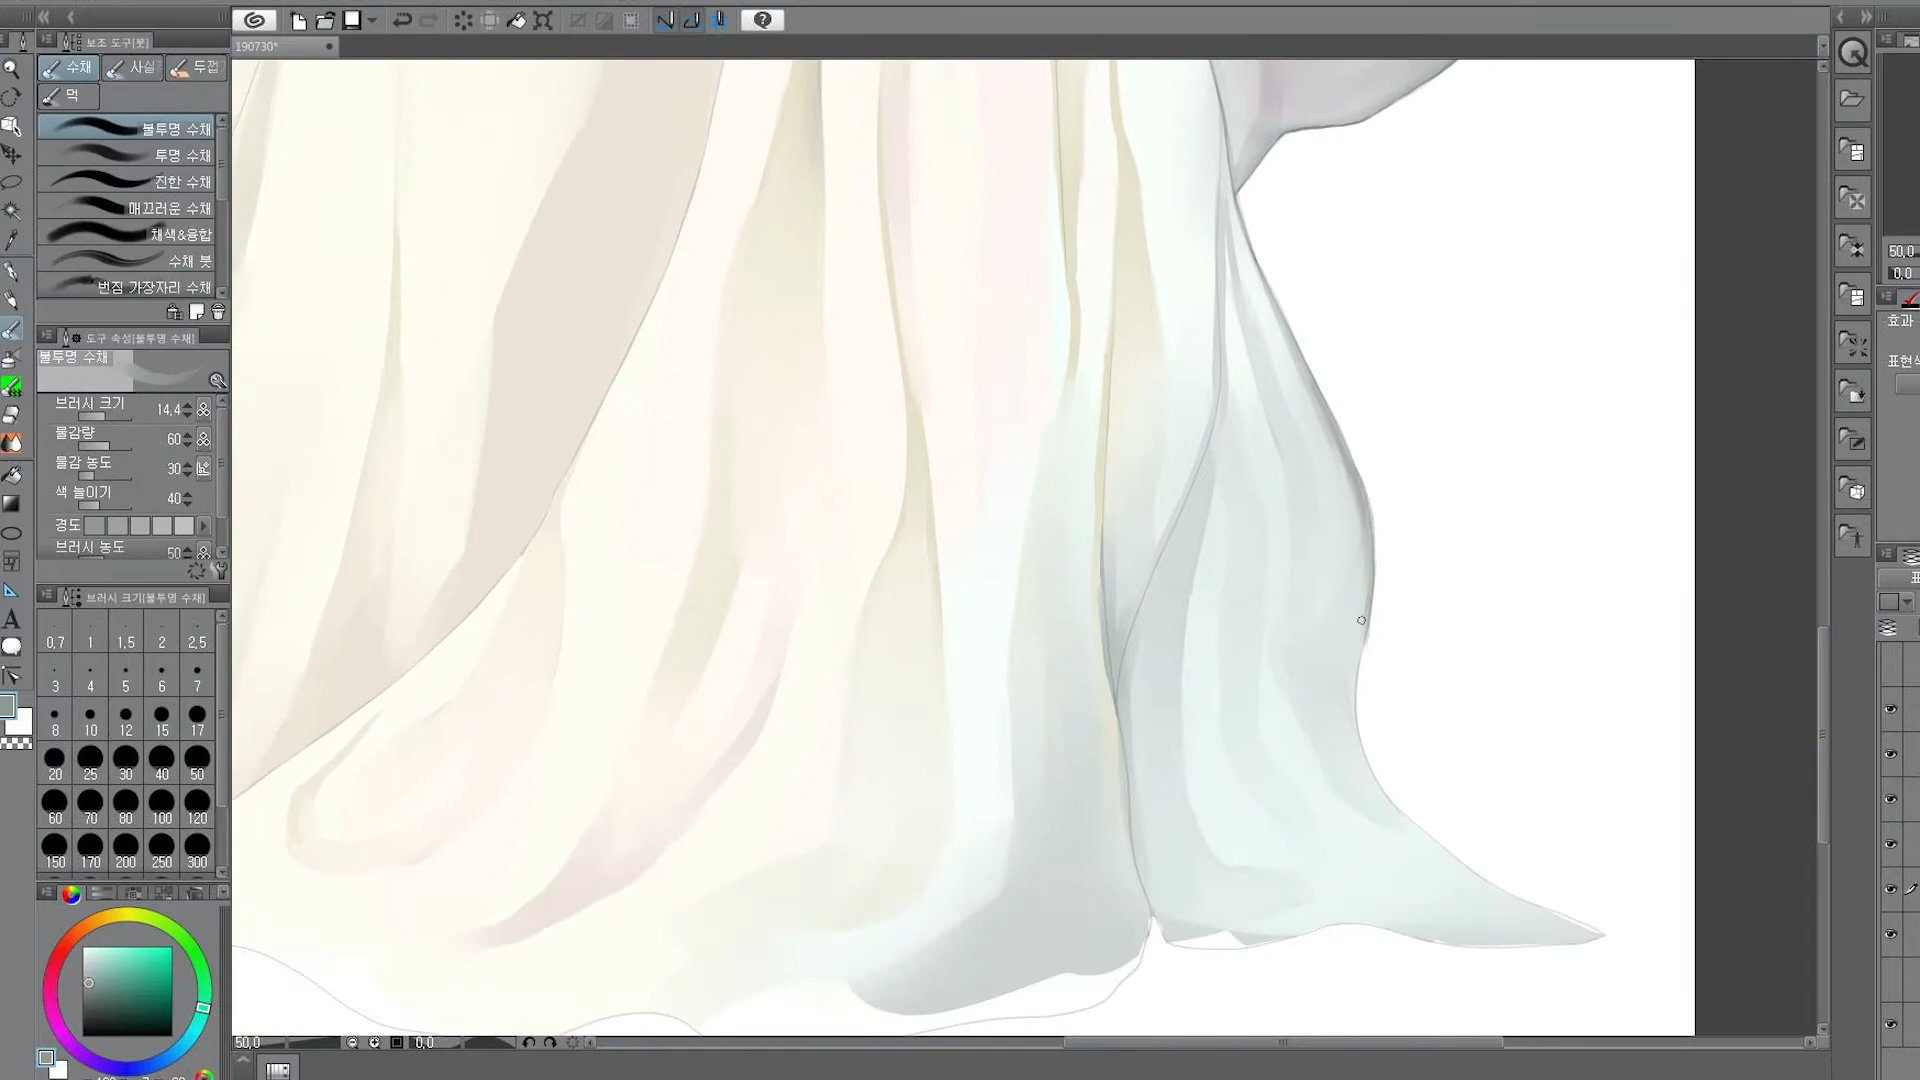 190730*
보조 도구[붓]
수채
사실
두껍
먹
불투명 수채
투명 수채
진한 수채
매끄러운 수채
채색&융합
수채 붓
번짐 가장자리 수채
도구 속성[불투명 수채]
불투명 수채
브러시 크기 14,4
물감량 60
물감 농도 30
색 늘이기 40
경도
브러시 농도 50
브러시 크기[불투명 수채]
0,7 1 1,5 2 2,5
3 4 5 6 7
8 10 12 15 17
20 25 30 40 50
60 70 80 100 120
150 170 200 250 300
50,0
0,0
50,0
0,0
효과
표현색